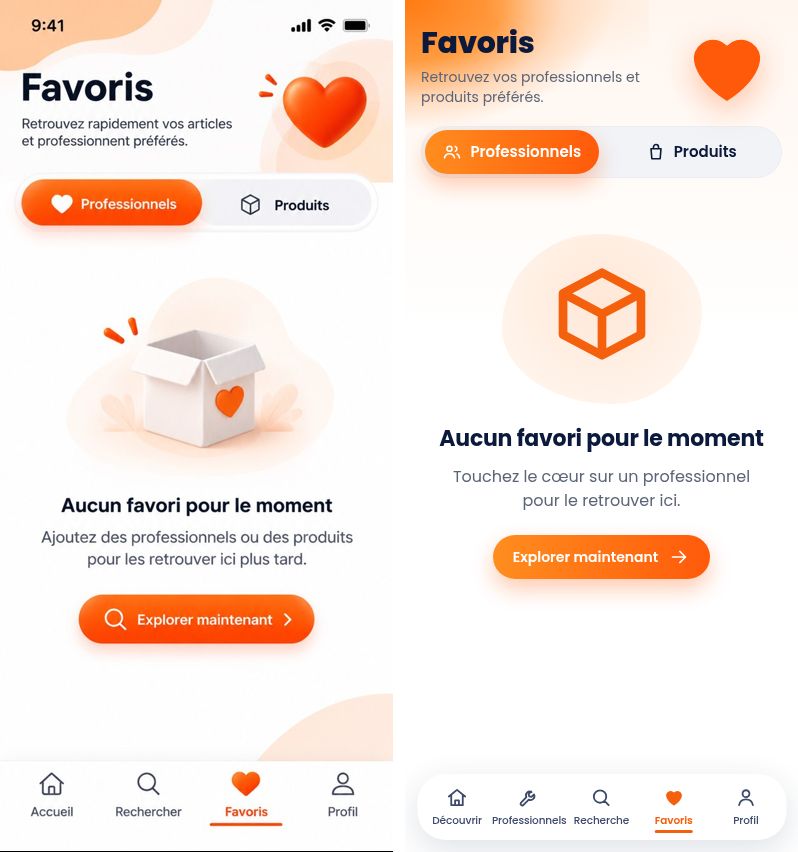 9:41
Favoris
Retrouvez rapidement vos articles
et professionnent préférés.
Professionnels
Produits
Aucun favori pour le moment
Ajoutez des professionnels ou des produits
pour les retrouver ici plus tard.
Explorer maintenant
Accueil
Rechercher
Favoris
Profil
Favoris
Retrouvez vos professionnels et
produits préférés.
Professionnels
Produits
Aucun favori pour le moment
Touchez le cœur sur un professionnel
pour le retrouver ici.
Explorer maintenant
Découvrir
Professionnels
Recherche
Favoris
Profil